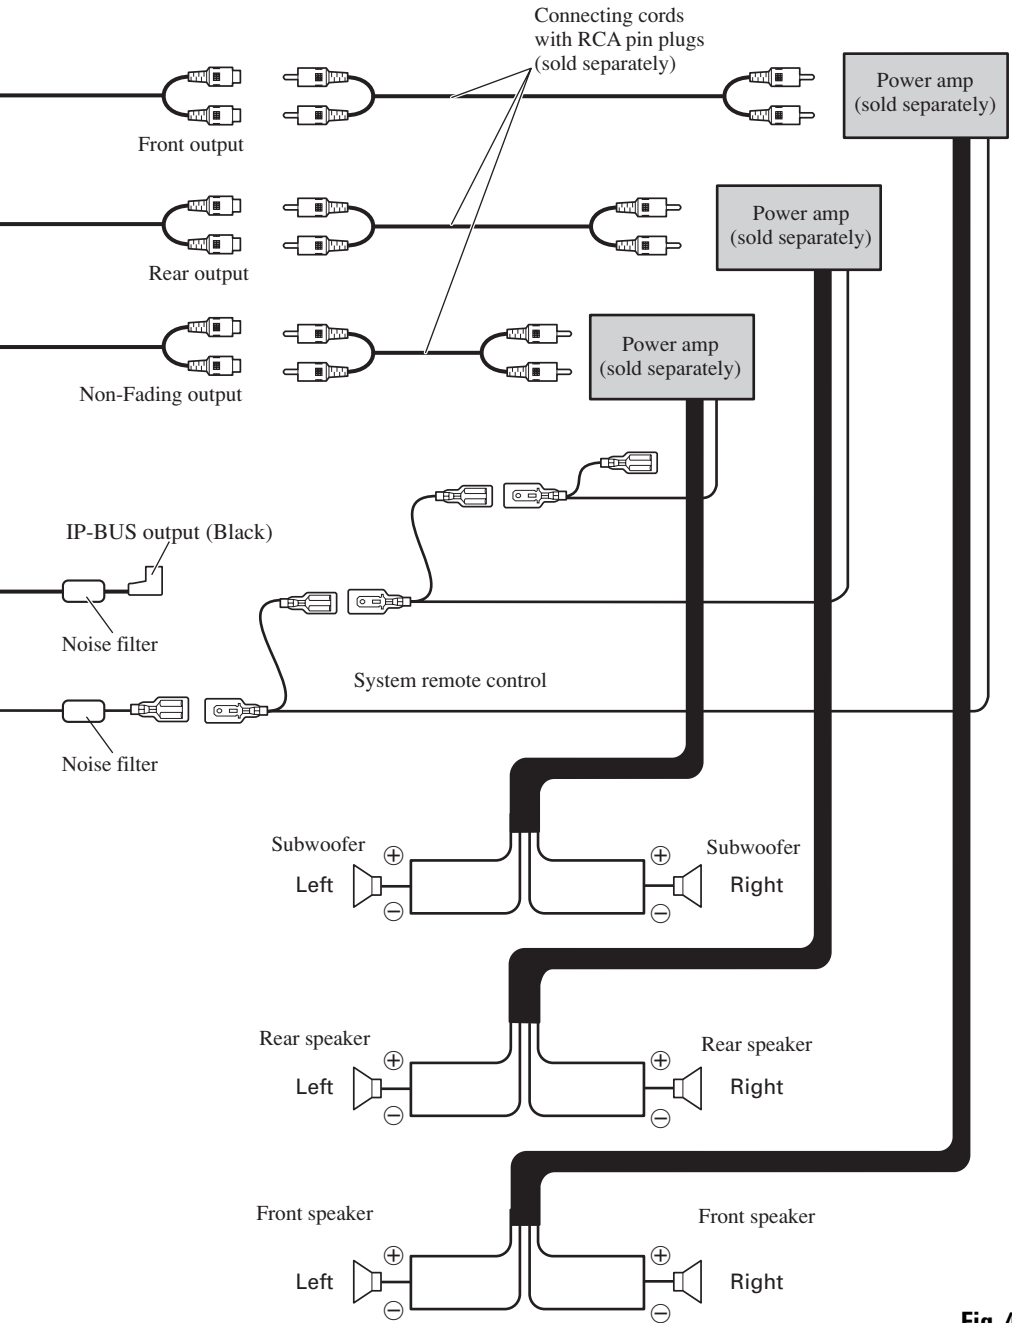 Connecting cords
with RCA pin plugs
(sold separately)
Power amp
(sold separately)
Front output
Power amp
(sold separately)
Rear output
Power amp
(sold separately)
Non-Fading output
IP-BUS output (Black)
Noise filter
System remote control
Noise filter
Subwoofer
Subwoofer
⊕
⊕
Left
Right
⊖
⊖
Rear speaker
Rear speaker
⊕
⊕
Left
Right
⊖
⊖
Front speaker
Front speaker
⊕
⊕
Left
Right
⊖
⊖
Fig.